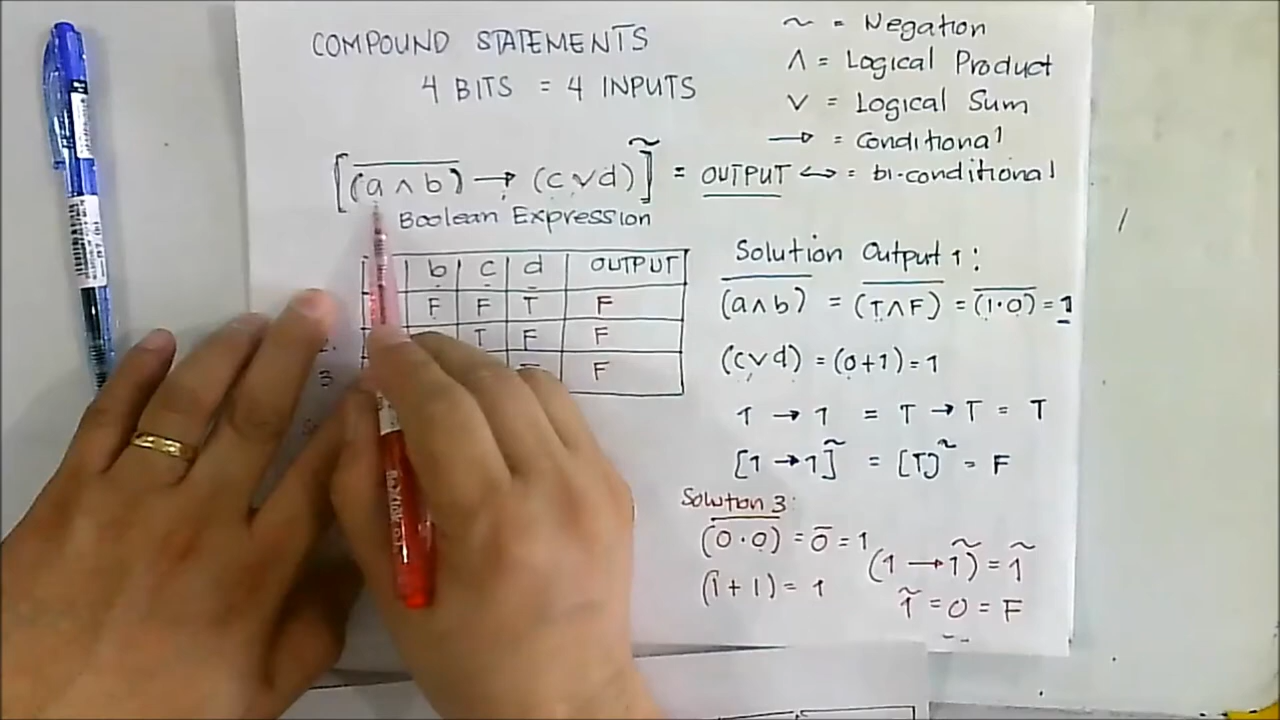 COMPOUND STATEMENTS
4 BITS = 4 INPUTS
~ = Negation
∧ = Logical Product
∨ = Logical Sum
→ = Conditional
[(a ∧ b)‾ → (c ∨ d)]~ = OUTPUT
↔ = bi-conditional
Boolean Expression
b c d OUTPUT
F F T F
T F F
3 F
Solution Output 1:
(a∧b)‾ = (T∧F)‾ = (1·0)‾ = 1
(c∨d) = (0+1) = 1
1 → 1 = T → T = T
[1 → 1]~ = [T]~ = F
Solution 3:
(0·0)‾ = 0‾ = 1
(1+1) = 1
(1 → 1)~ = 1~
1~ = 0 = F